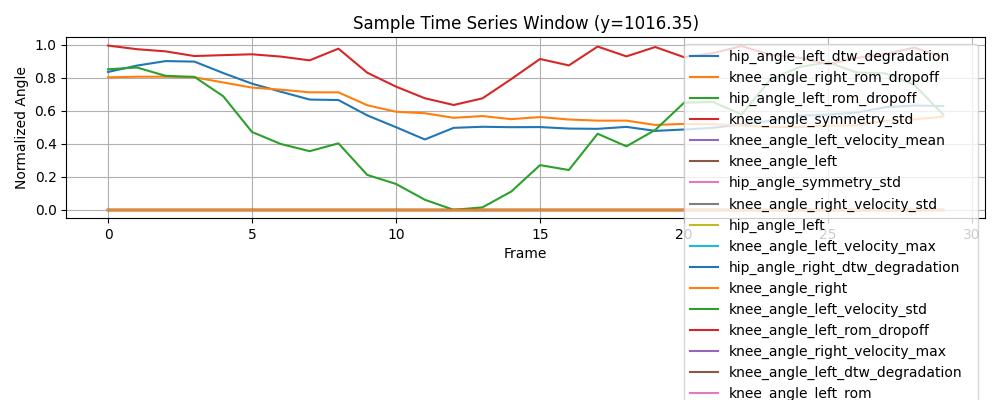 Sample Time Series Window (y=1016.35)
Normalized Angle
1.0
0.8
0.6
0.4
0.2
0.0
0
5
10
15
20
25
30
Frame
hip_angle_left_dtw_degradation
knee_angle_right_rom_dropoff
hip_angle_left_rom_dropoff
knee_angle_symmetry_std
knee_angle_left_velocity_mean
knee_angle_left
hip_angle_symmetry_std
knee_angle_right_velocity_std
hip_angle_left
knee_angle_left_velocity_max
hip_angle_right_dtw_degradation
knee_angle_right
knee_angle_left_velocity_std
knee_angle_left_rom_dropoff
knee_angle_right_velocity_max
knee_angle_left_dtw_degradation
knee_angle_left_rom